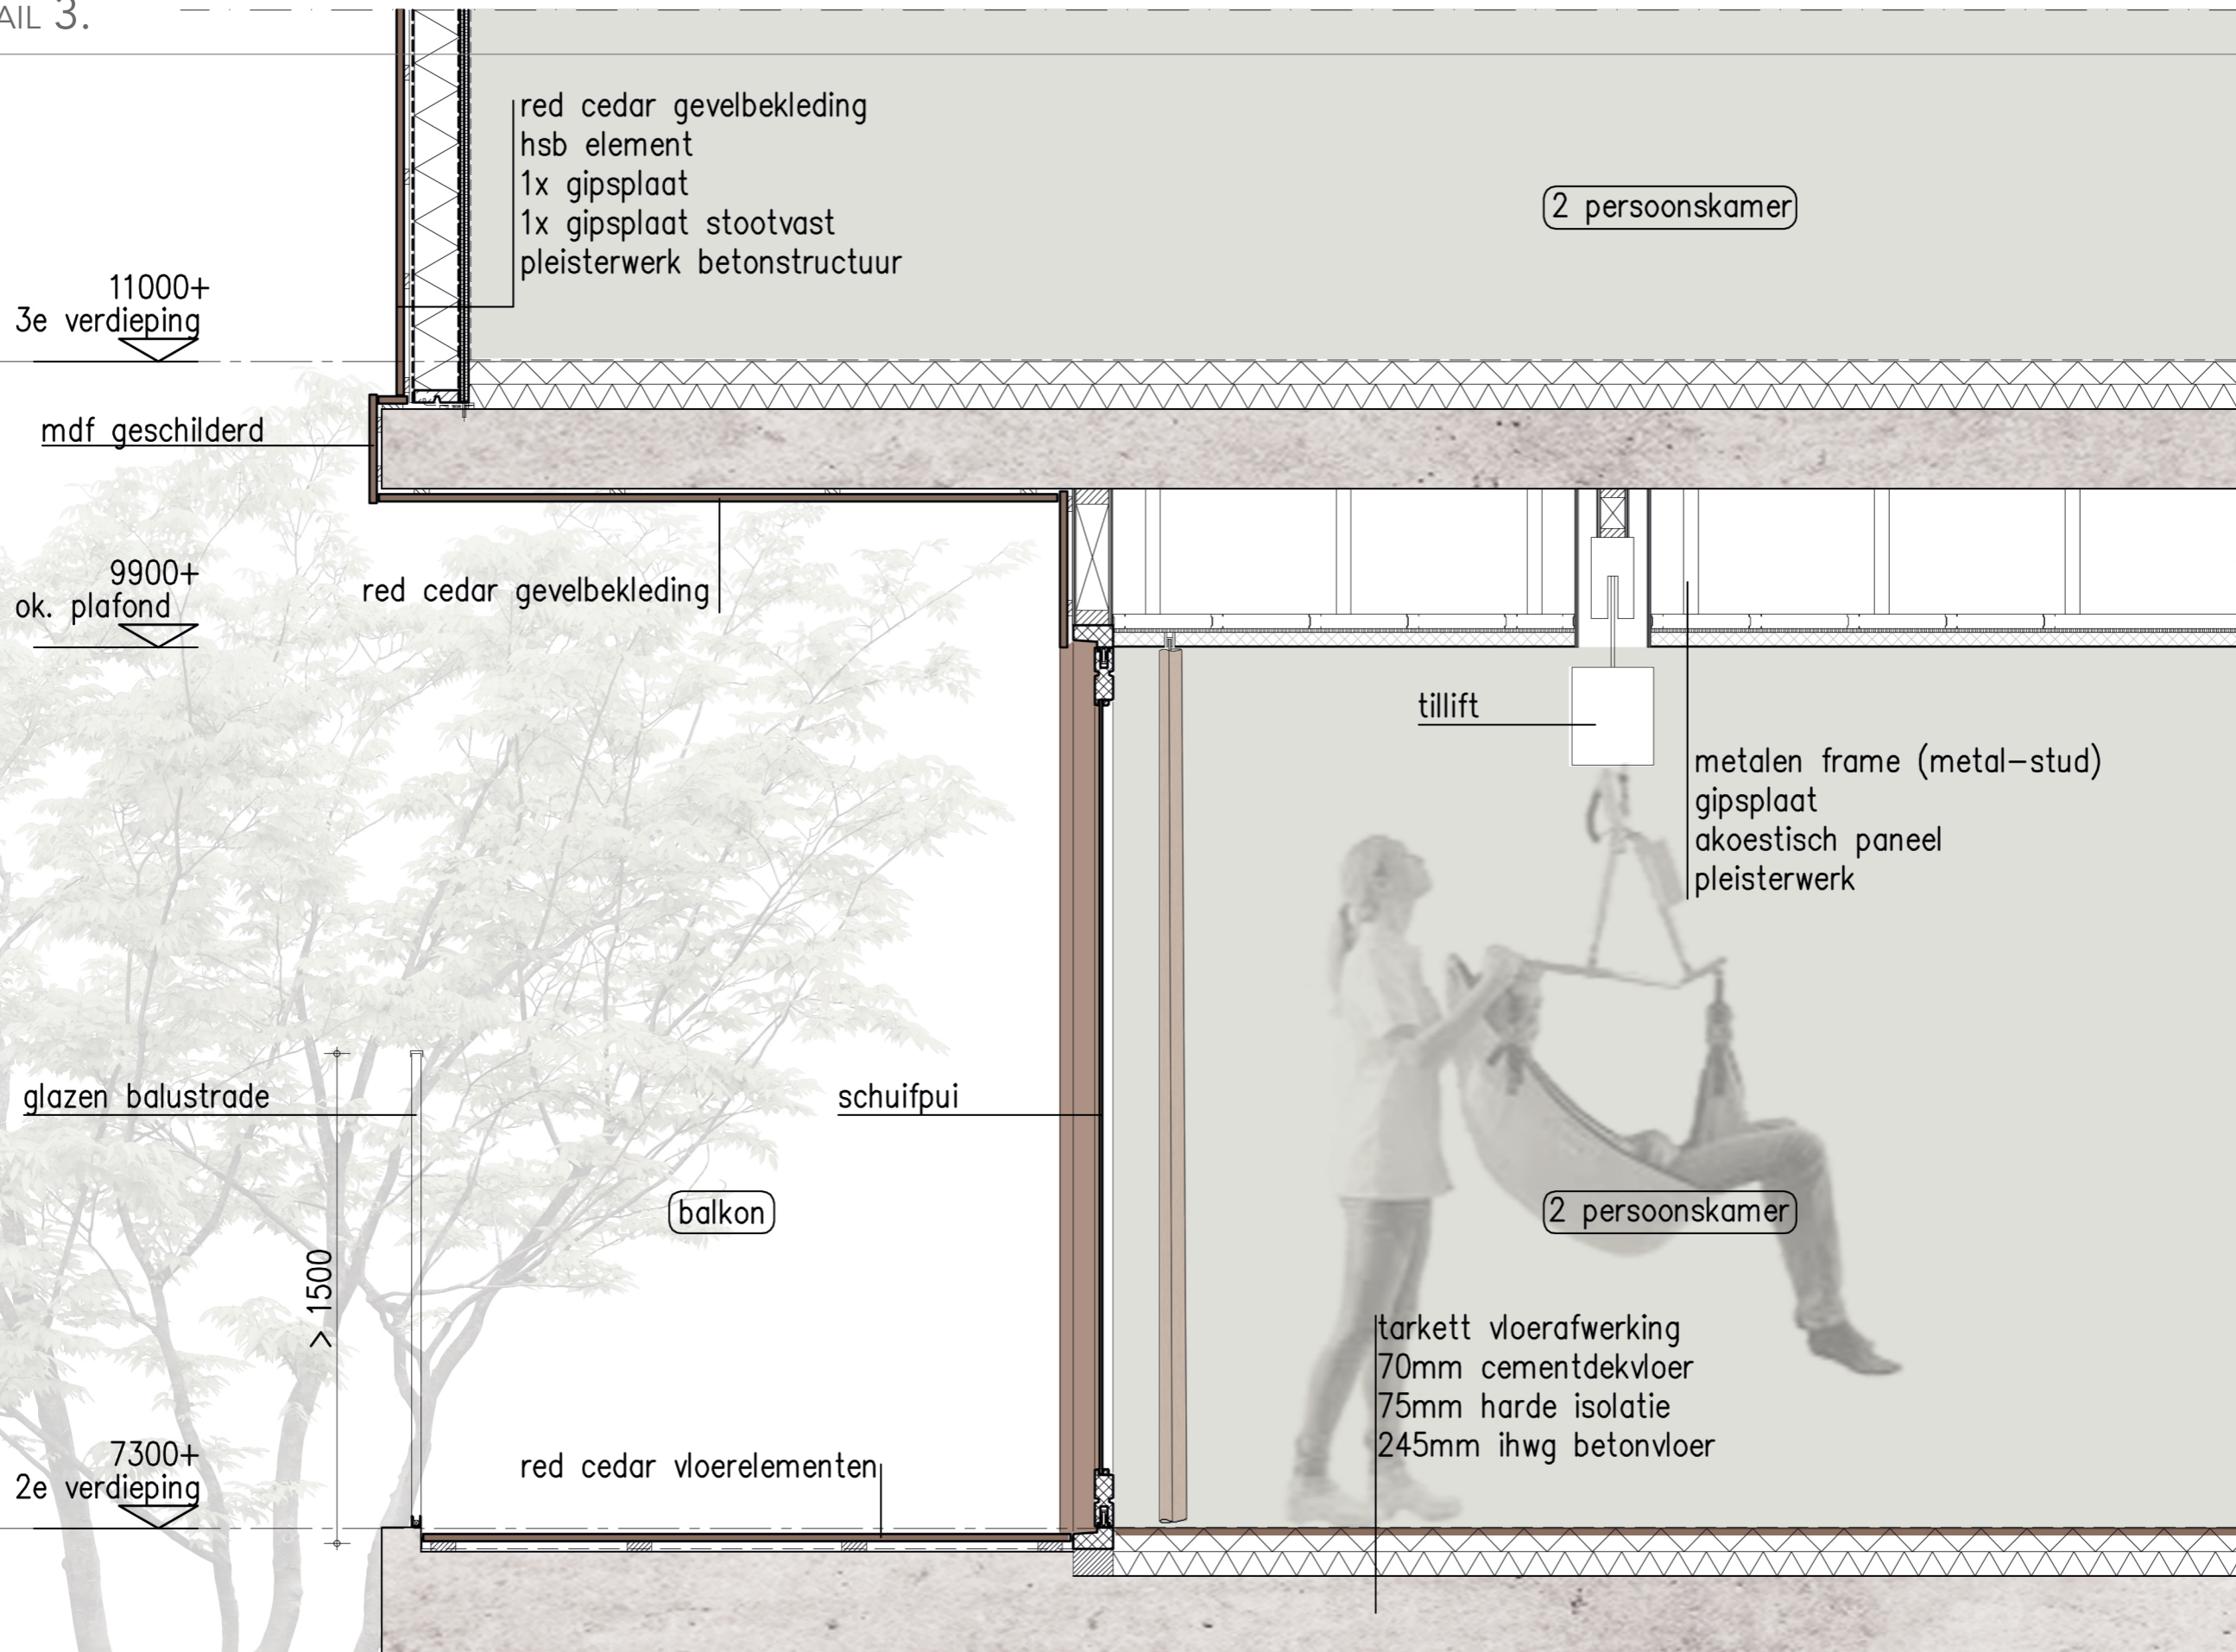 AIL 3.
red cedar gevelbekleding
hsb element
1x gipsplaat
1x gipsplaat stootvast
pleisterwerk betonstructuur
2 persoonskamer
11000+
3e verdieping
mdf geschilderd
9900+
ok. plafond
red cedar gevelbekleding
tillift
metalen frame (metal-stud)
gipsplaat
akoestisch paneel
pleisterwerk
glazen balustrade
schuifpui
balkon
2 persoonskamer
> 1500
tarkett vloerafwerking
70mm cementdekvloer
75mm harde isolatie
245mm ihwg betonvloer
7300+
2e verdieping
red cedar vloerelementen